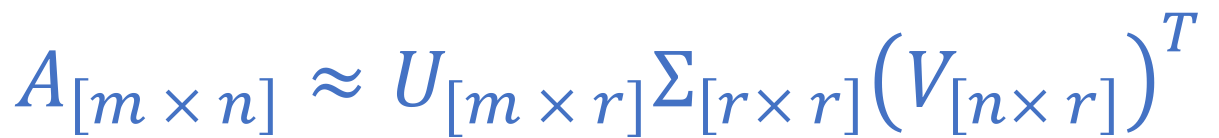 A[m × n] ≈ U[m × r]Σ[r× r](V[n× r])^T